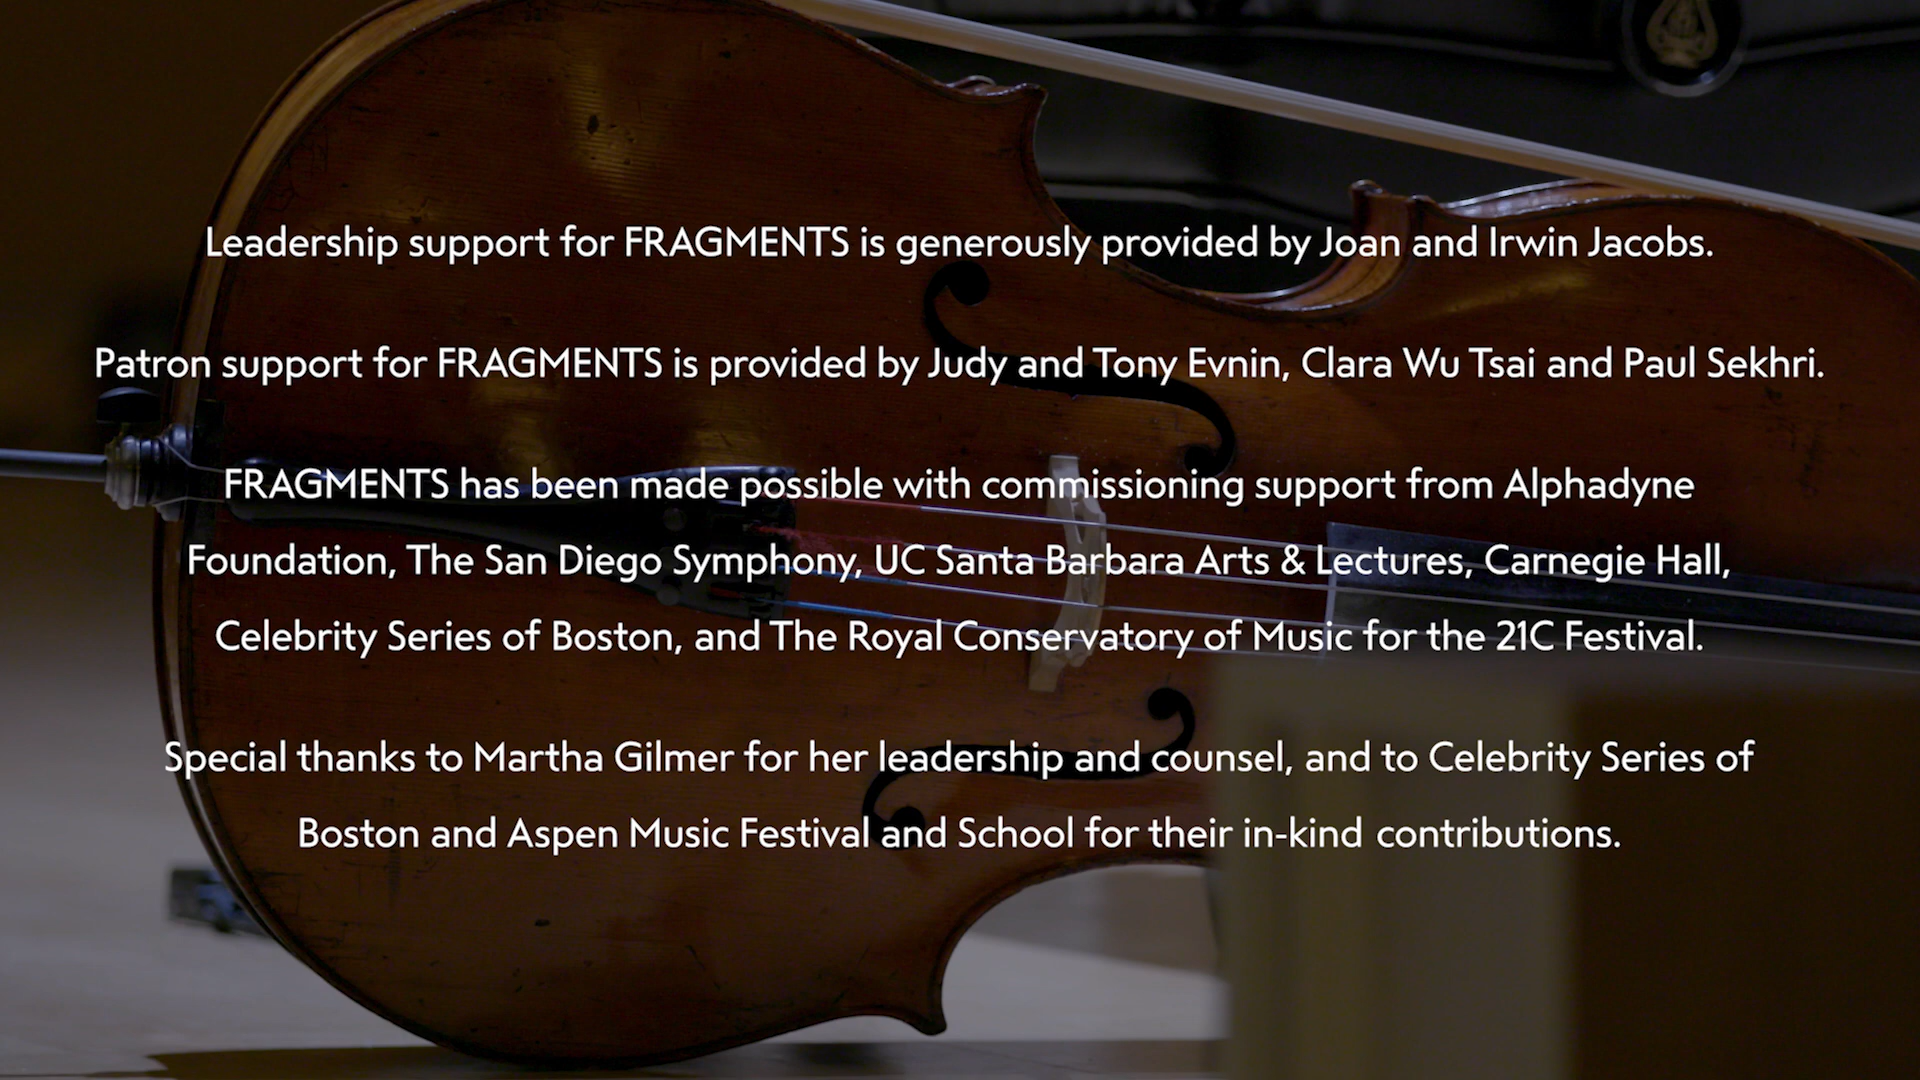 Leadership support for FRAGMENTS is generously provided by Joan and Irwin Jacobs.
Patron support for FRAGMENTS is provided by Judy and Tony Evnin, Clara Wu Tsai and Paul Sekhri.
FRAGMENTS has been made possible with commissioning support from Alphadyne
Foundation, The San Diego Symphony, UC Santa Barbara Arts & Lectures, Carnegie Hall,
Celebrity Series of Boston, and The Royal Conservatory of Music for the 21C Festival.
Special thanks to Martha Gilmer for her leadership and counsel, and to Celebrity Series of
Boston and Aspen Music Festival and School for their in-kind contributions.